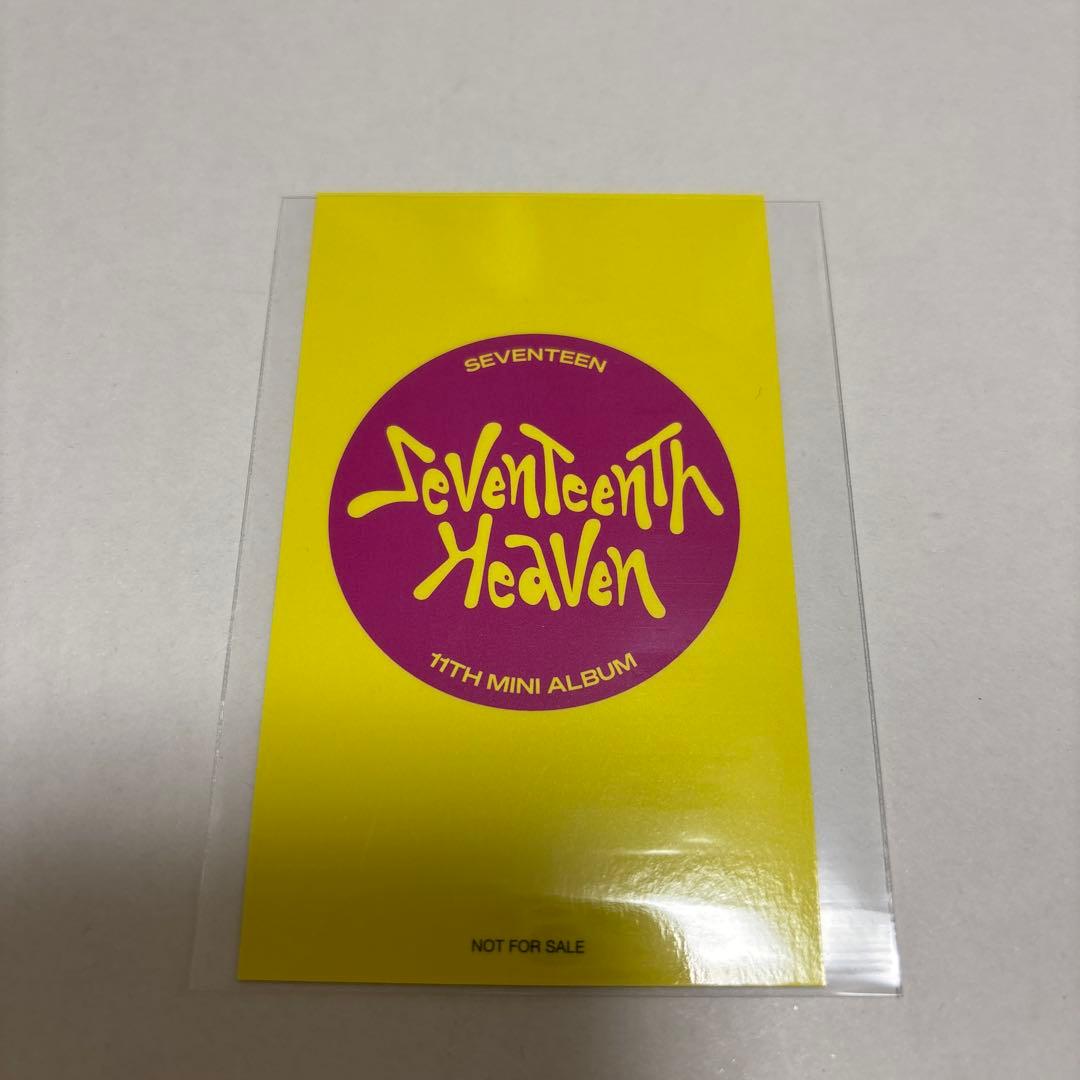 SEVENTEEN
SevenTeenTh
Heaven
11TH MINI ALBUM
NOT FOR SALE